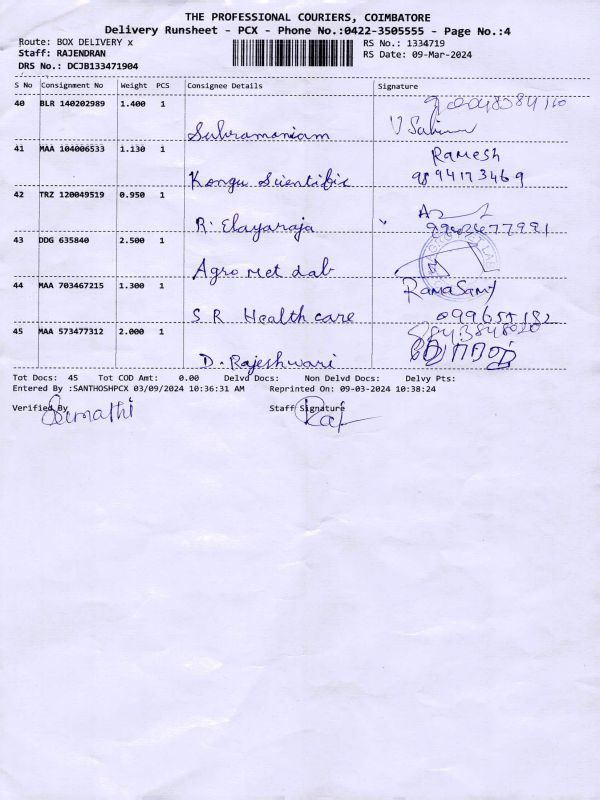 THE PROFESSIONAL COURIERS, COIMBATORE
Delivery Runsheet - PCX - Phone No.:0422-3505555 - Page No.:4
Route: BOX DELIVERY x
RS No.: 1334719
Staff: RAJENDRAN
RS Date: 09-Mar-2024
DRS No.: DCJB133471904
S No Consignment No Weight PCS Consignee Details Signature
40 BLR 140202989 1.400 1
Subramaniam
41 MAA 104006533 1.130 1 Ramesh
Kongu Scientific 9894173469
42 TRZ 120049519 0.950 1
R. Elayaraja
43 DDG 635840 2.500 1
Agro Met Lab
44 MAA 703467215 1.300 1 Ramasamy
S R Health care
45 MAA 573477312 2.000 1
D. Rajeshwari
Tot Docs: 45 Tot COD Amt: 0.00 Delvd Docs: Non Delvd Docs: Delvy Pts:
Entered By :SANTHOSHPCX 03/09/2024 10:36:31 AM Reprinted On: 09-03-2024 10:38:24
Verified By Staff Signature
Raj